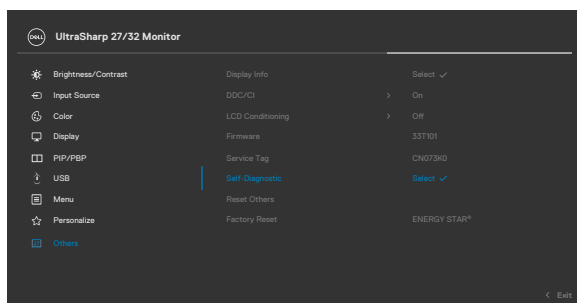 DELL UltraSharp 27/32 Monitor
Brightness/Contrast Display Info Select
Input Source DDC/CI > On
Color LCD Conditioning > Off
Display Firmware 33T101
PIP/PBP Service Tag CN073K0
USB Self-Diagnostic Select
Menu Reset Others
Personalize Factory Reset ENERGY STAR®
Others
< Exit